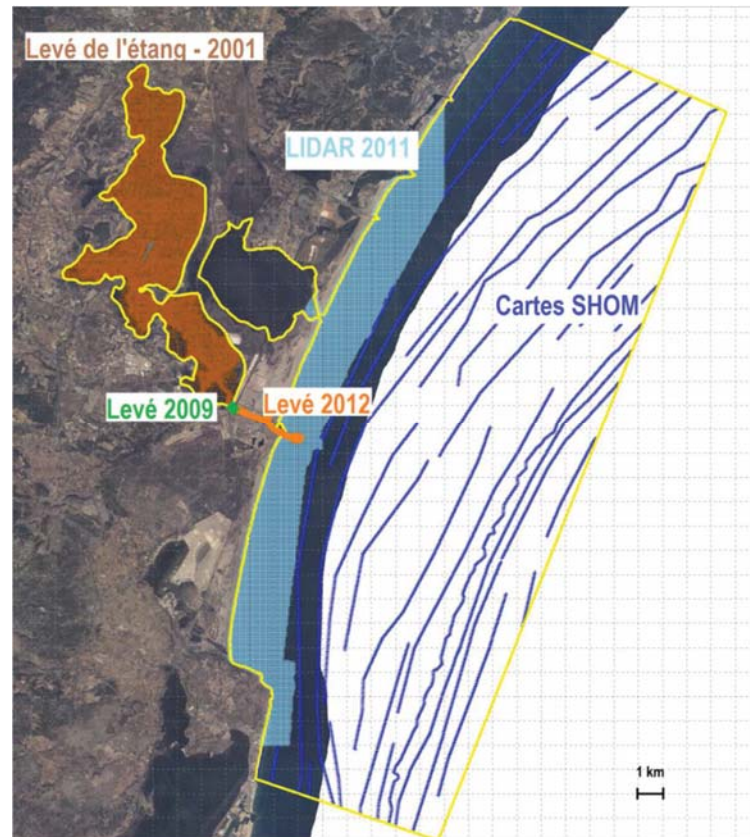 Levé de l'étang - 2001
LIDAR 2011
Cartes SHOM
Levé 2009
Levé 2012
1 km